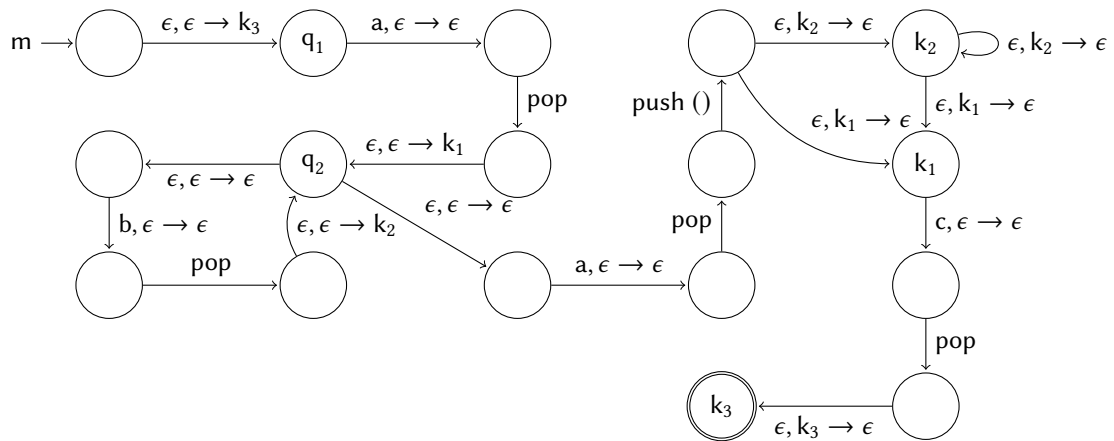 m
ϵ, ϵ → k₃
q₁
a, ϵ → ϵ
ϵ, k₂ → ϵ
k₂
ϵ, k₂ → ϵ
pop
push ()
ϵ, k₁ → ϵ
ϵ, k₁ → ϵ
ϵ, ϵ → ϵ
q₂
ϵ, ϵ → k₁
k₁
b, ϵ → ϵ
ϵ, ϵ → k₂
ϵ, ϵ → ϵ
pop
c, ϵ → ϵ
pop
a, ϵ → ϵ
pop
k₃
ϵ, k₃ → ϵ